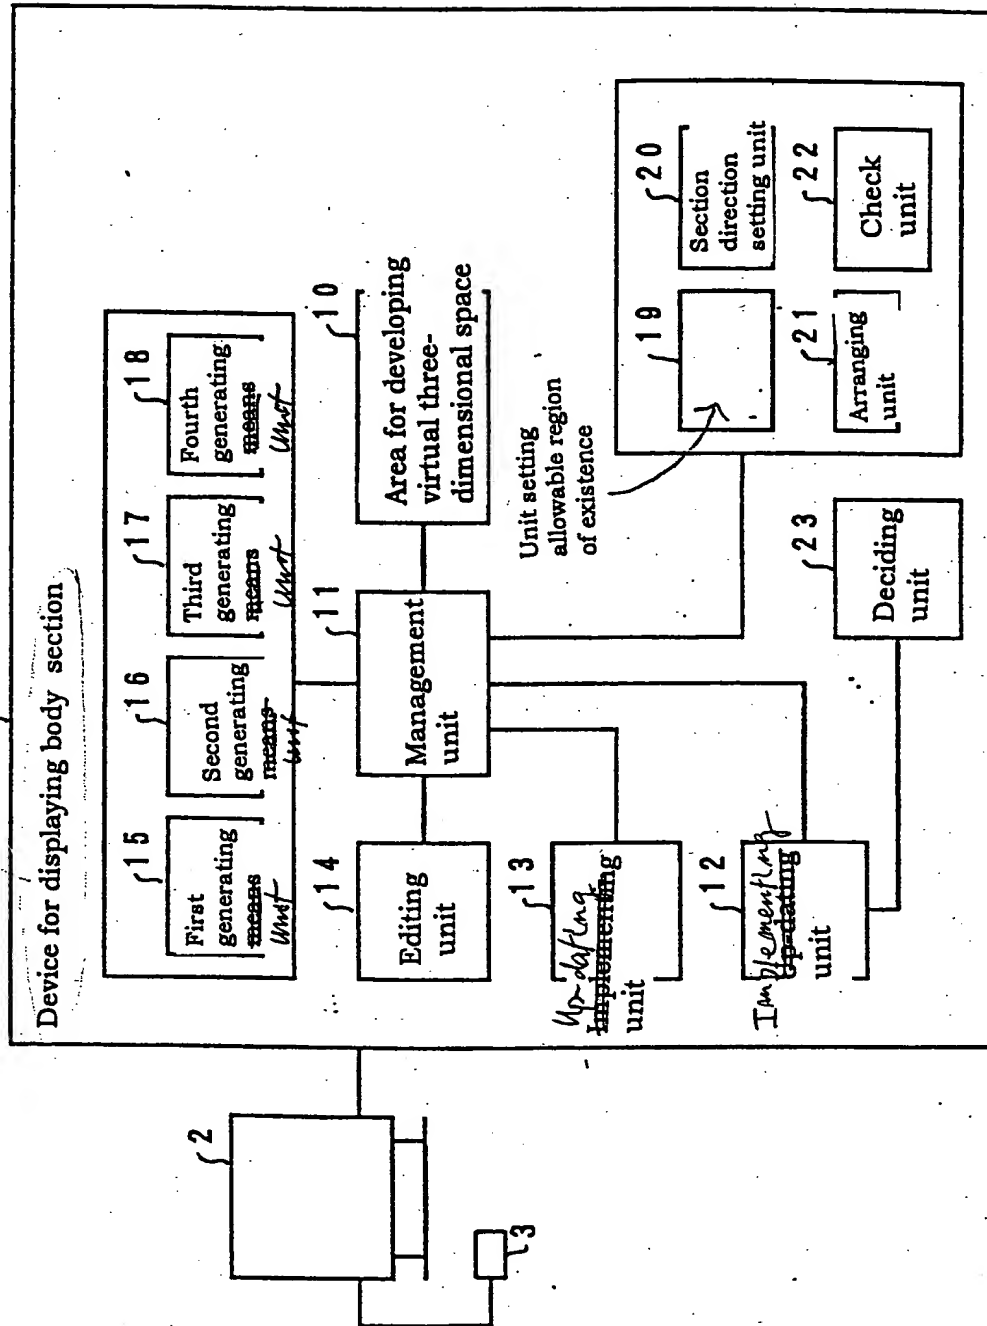 Device for displaying body section
15
First
generating
means
Unit
16
Second
generating
means
Unit
17
Third
generating
means
Unit
18
Fourth
generating
means
Unit
14
Editing
unit
11
Management
unit
10
Area for developing
virtual three-
dimensional space
13
Up-dating
Implementing
unit
12
Implementing
Up-dating
unit
Unit setting
allowable region
of existence
19
20
Section
direction
setting unit
21
Arranging
unit
22
Check
unit
23
Deciding
unit
2
3